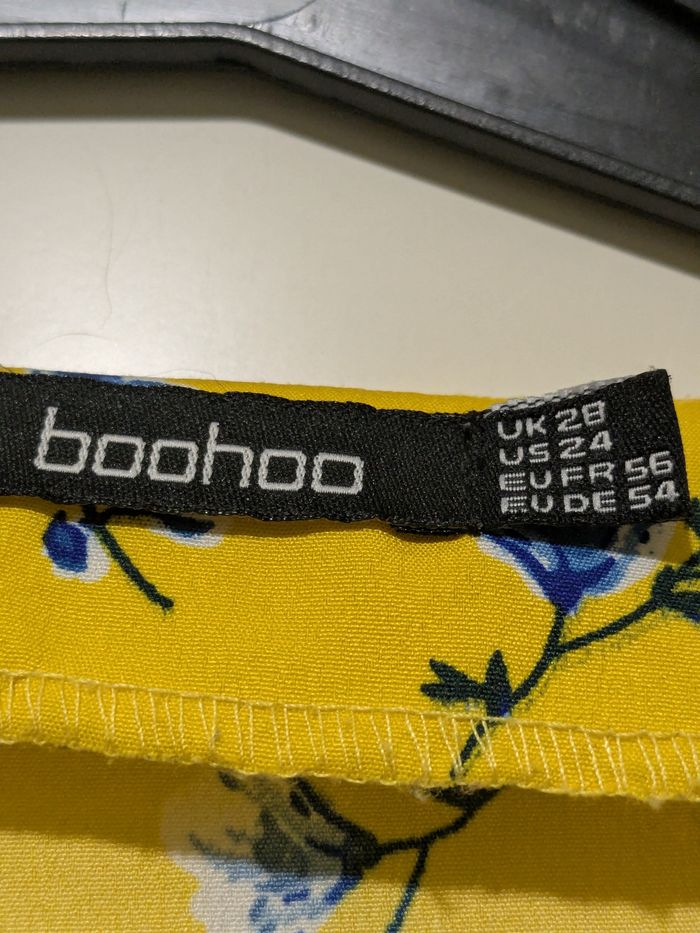 boohoo
UK 28
US 24
EU FR 56
EU DE 54